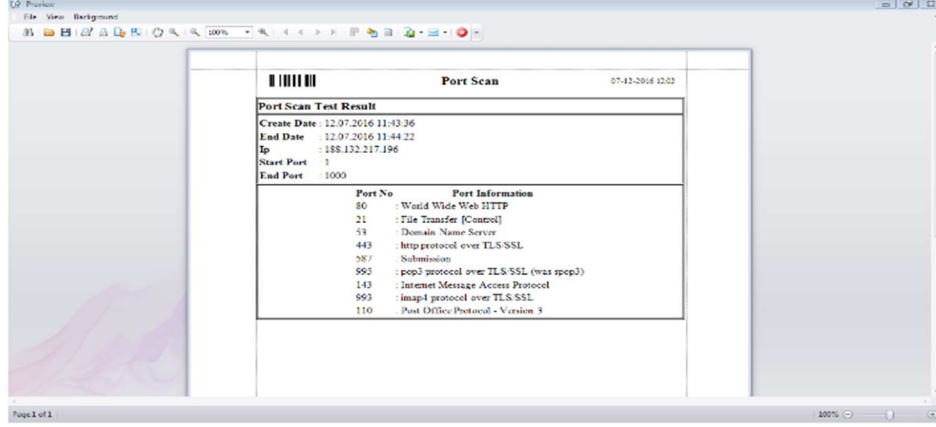 Preview
File View Background
100%
Port Scan
07-12-2016 12:02
Port Scan Test Result
Create Date : 12.07.2016 11:43:36
End Date : 12.07.2016 11:44:22
Ip : 188.132.217.196
Start Port : 1
End Port : 1000
Port No Port Information
80 : World Wide Web HTTP
21 : File Transfer [Control]
53 : Domain Name Server
443 : http protocol over TLS/SSL
587 : Submission
995 : pop3 protocol over TLS/SSL (was spop3)
143 : Internet Message Access Protocol
993 : imap4 protocol over TLS/SSL
110 : Post Office Protocol - Version 3
Page 1 of 1
100%